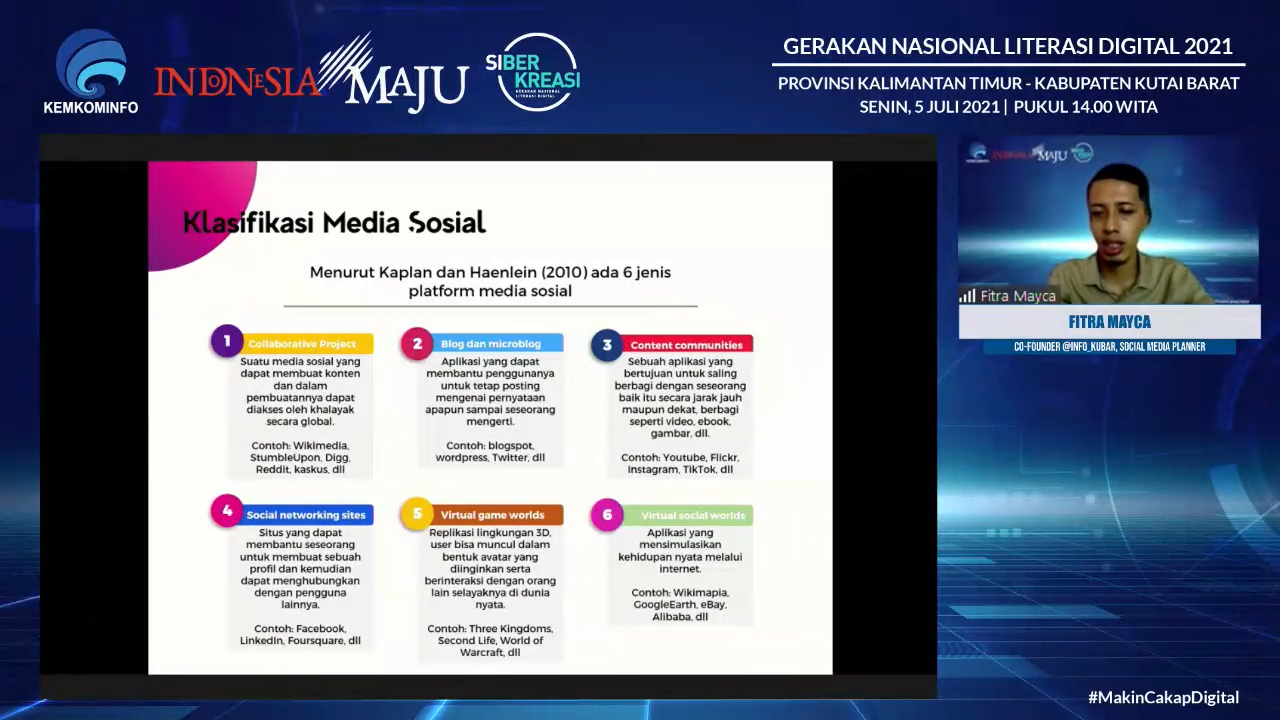 KEMKOMINFO
INDONESIA MAJU
SIBER
KREASI
GERAKAN NASIONAL
LITERASI DIGITAL
GERAKAN NASIONAL LITERASI DIGITAL 2021
PROVINSI KALIMANTAN TIMUR - KABUPATEN KUTAI BARAT
SENIN, 5 JULI 2021 | PUKUL 14.00 WITA
Klasifikasi Media Sosial
Menurut Kaplan dan Haenlein (2010) ada 6 jenis
platform media sosial
1
Collaborative Project
Suatu media sosial yang
dapat membuat konten
dan dalam
pembuatannya dapat
diakses oleh khalayak
secara global.
Contoh: Wikimedia,
StumbleUpon, Digg,
Reddit, kaskus, dll
2
Blog dan microblog
Aplikasi yang dapat
membantu penggunanya
untuk tetap posting
mengenai pernyataan
apapun sampai seseorang
mengerti.
Contoh: blogspot,
wordpress, Twitter, dll
3
Content communities
Sebuah aplikasi yang
bertujuan untuk saling
berbagi dengan seseorang
baik itu secara jarak jauh
maupun dekat, berbagi
seperti video, ebook,
gambar, dll.
Contoh: Youtube, Flickr,
Instagram, TikTok, dll
4
Social networking sites
Situs yang dapat
membantu seseorang
untuk membuat sebuah
profil dan kemudian
dapat menghubungkan
dengan pengguna
lainnya.
Contoh: Facebook,
LinkedIn, Foursquare, dll
5
Virtual game worlds
Replikasi lingkungan 3D,
user bisa muncul dalam
bentuk avatar yang
diinginkan serta
berinteraksi dengan orang
lain selayaknya di dunia
nyata.
Contoh: Three Kingdoms,
Second Life, World of
Warcraft, dll
6
Virtual social worlds
Aplikasi yang
mensimulasikan
kehidupan nyata melalui
internet.
Contoh: Wikimapia,
GoogleEarth, eBay,
Alibaba, dll
INDONESIA MAJU
Fitra Mayca
FITRA MAYCA
CO-FOUNDER @INFO_KUBAR, SOCIAL MEDIA PLANNER
#MakinCakapDigital